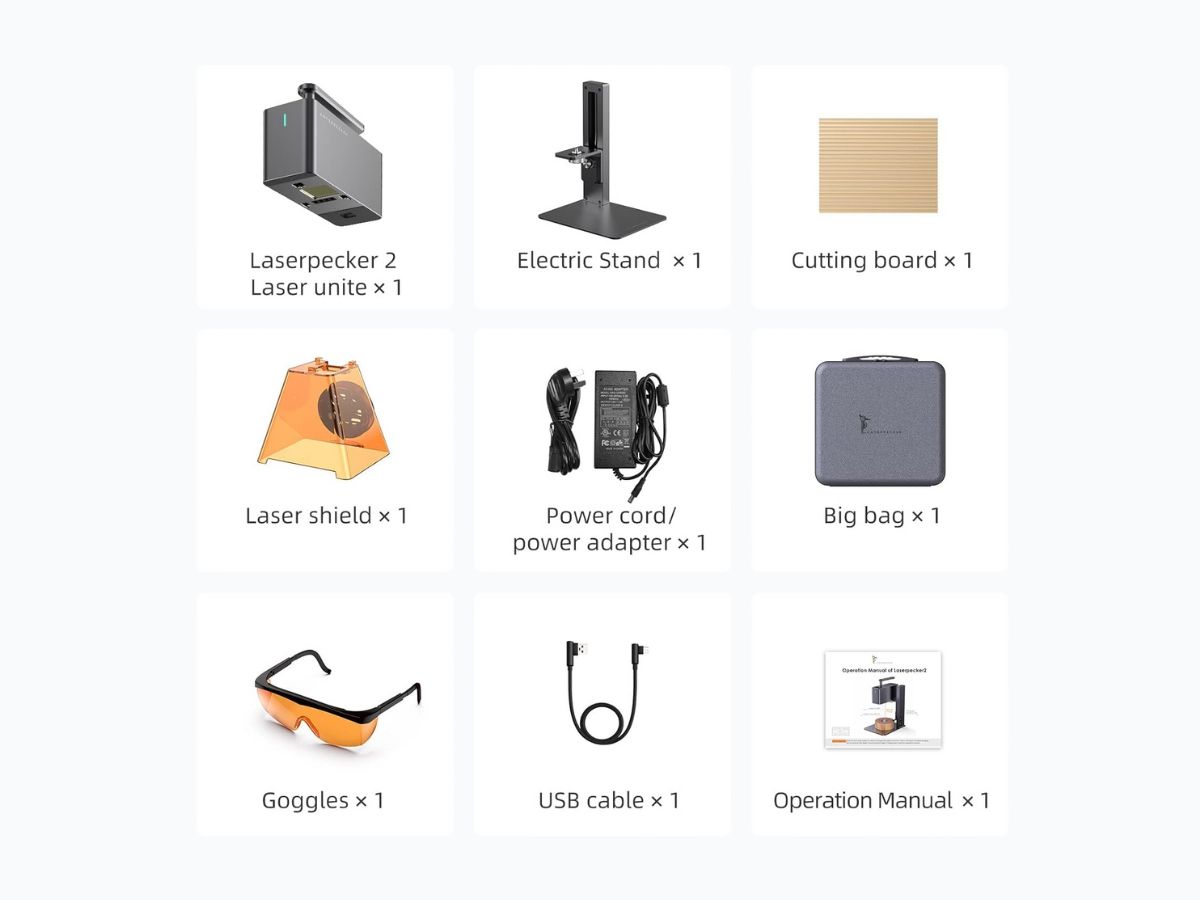 Laserpecker 2
Laser unite × 1
Electric Stand × 1
Cutting board × 1
Laser shield × 1
Power cord/
power adapter × 1
LASERPECKER
Big bag × 1
Goggles × 1
USB cable × 1
Operation Manual of Laserpecker2
Operation Manual × 1